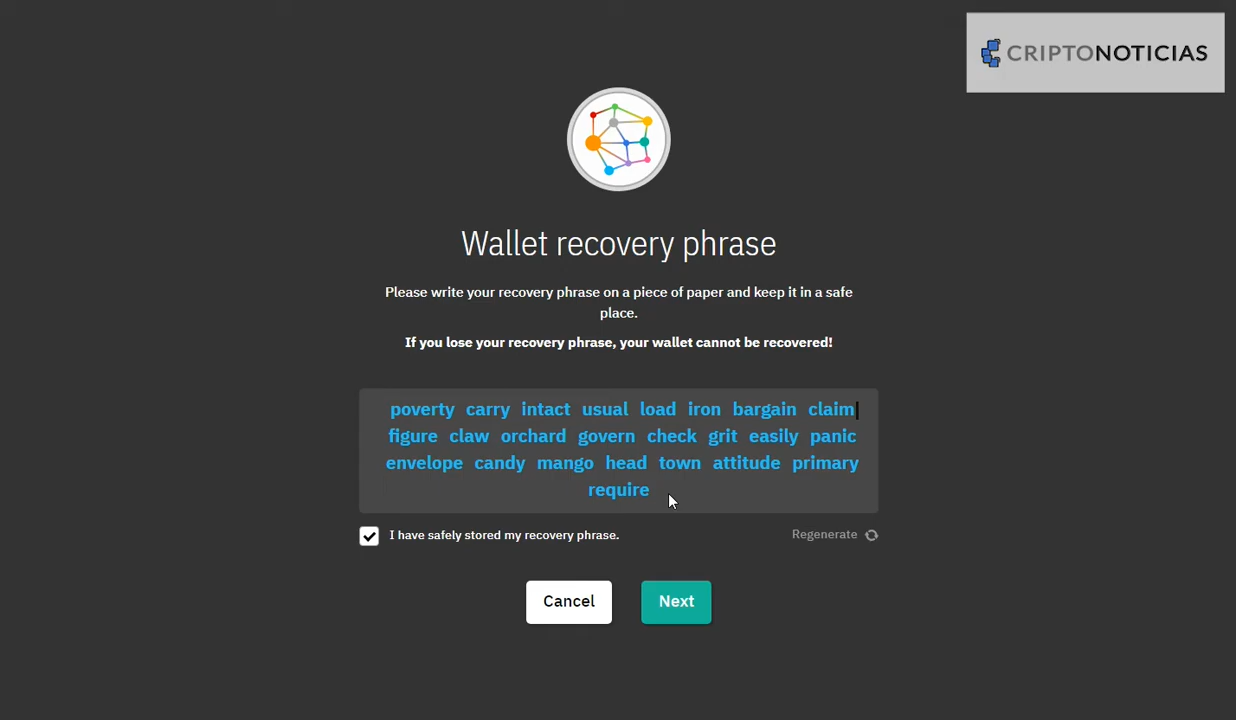 CRIPTONOTICIAS
Wallet recovery phrase
Please write your recovery phrase on a piece of paper and keep it in a safe
place.
If you lose your recovery phrase, your wallet cannot be recovered!
poverty carry intact usual load iron bargain claim
figure claw orchard govern check grit easily panic
envelope candy mango head town attitude primary
require
I have safely stored my recovery phrase.
Regenerate
Cancel
Next